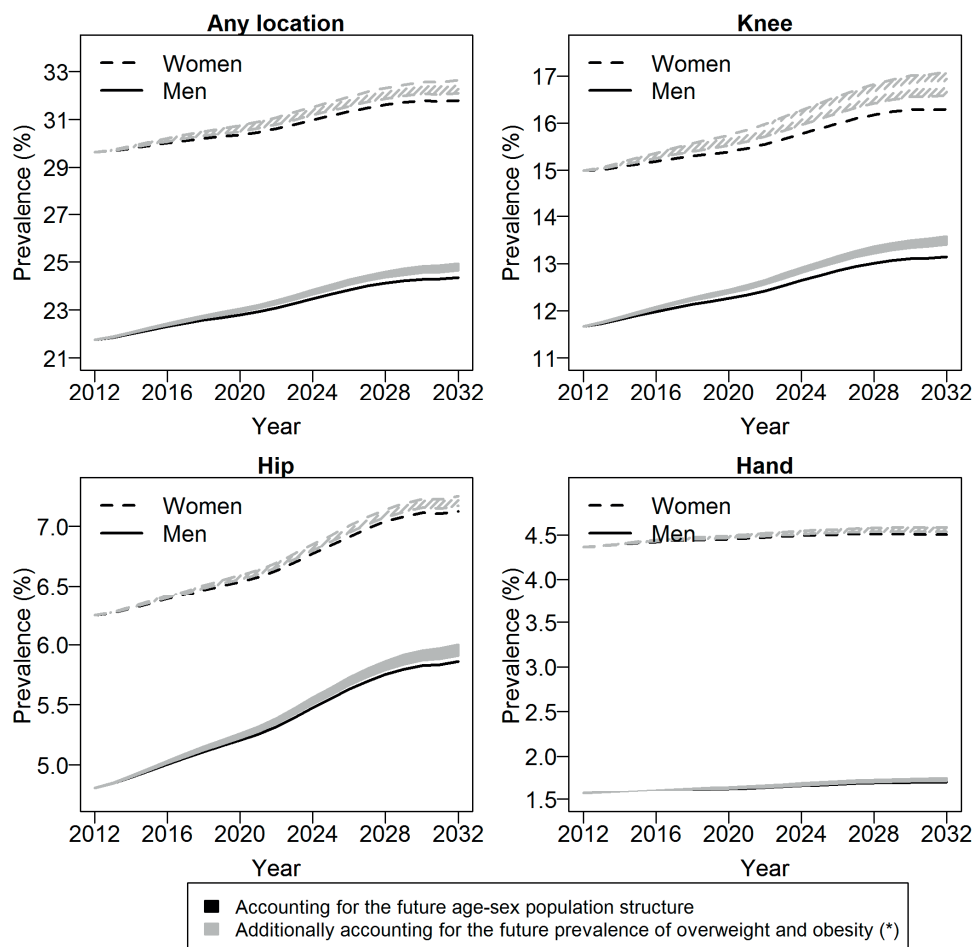 Any location
Women
Men
Prevalence (%)
33
31
29
27
25
23
21
2012 2016 2020 2024 2028 2032
Year
Knee
Women
Men
Prevalence (%)
17
16
15
14
13
12
11
2012 2016 2020 2024 2028 2032
Year
Hip
Women
Men
Prevalence (%)
7.0
6.5
6.0
5.5
5.0
2012 2016 2020 2024 2028 2032
Year
Hand
Women
Men
Prevalence (%)
4.5
4.0
3.5
3.0
2.5
2.0
1.5
2012 2016 2020 2024 2028 2032
Year
Accounting for the future age-sex population structure
Additionally accounting for the future prevalence of overweight and obesity (*)